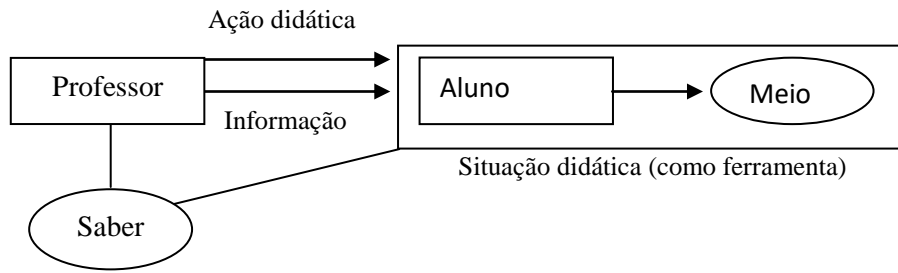 Ação didática
Professor
Aluno
Meio
Informação
Situação didática (como ferramenta)
Saber